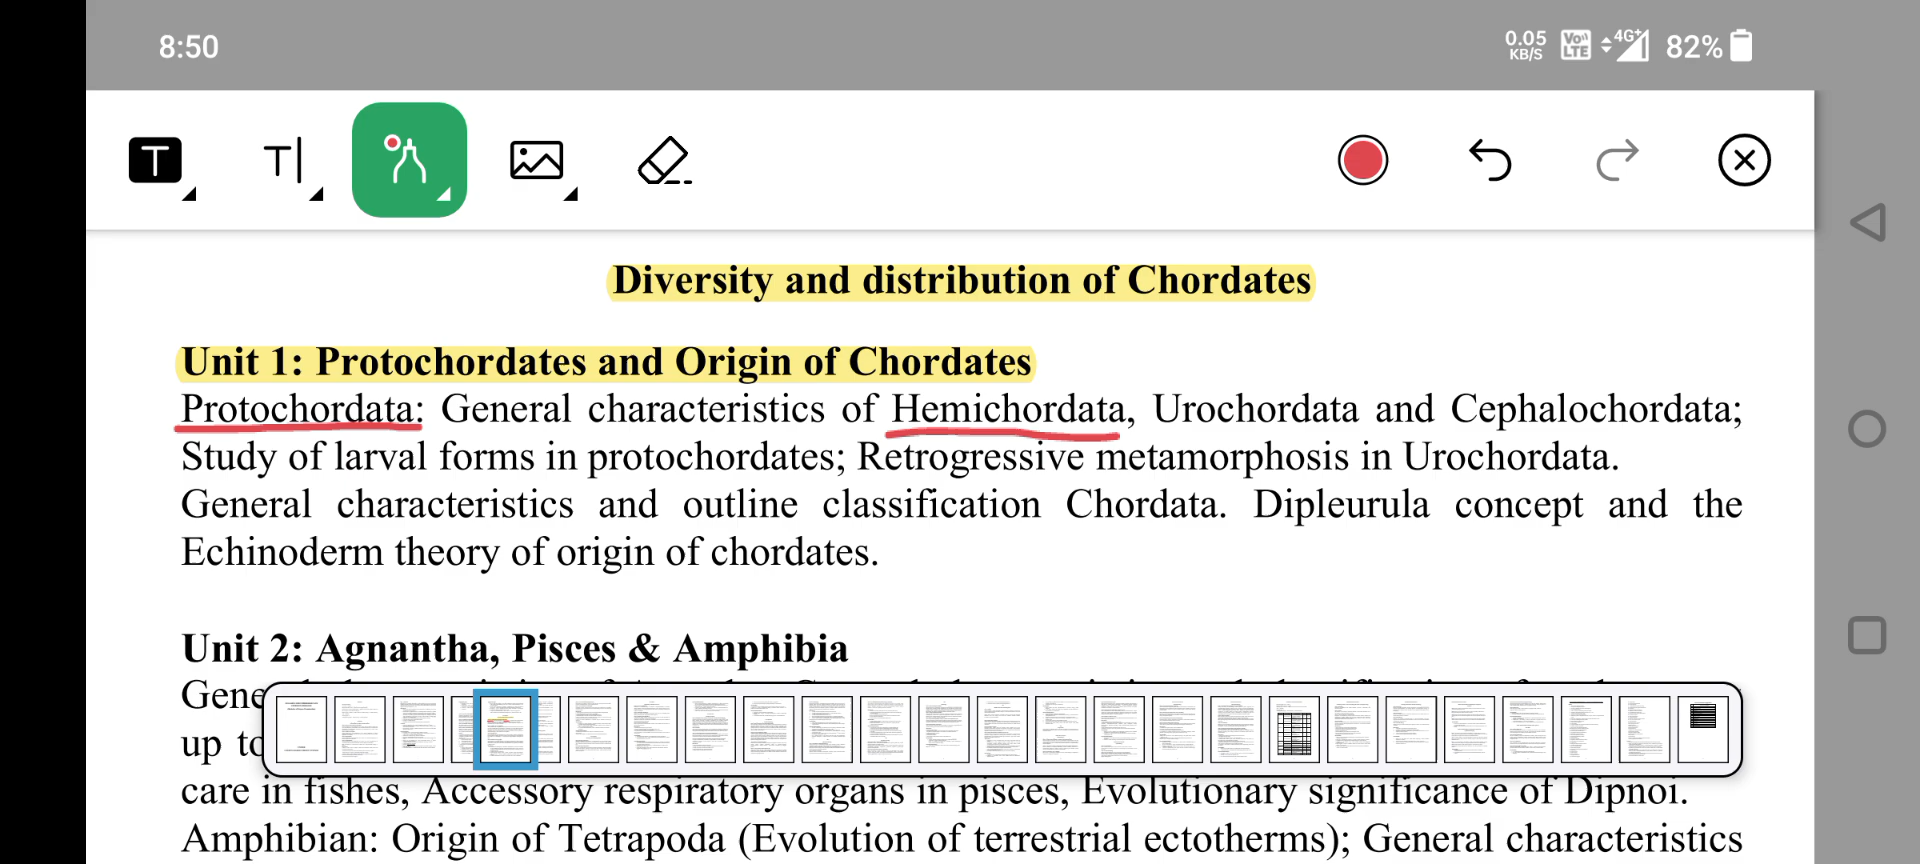 8:50
0.05 KB/S VoLTE 4G+ 82%
T T
Diversity and distribution of Chordates
Unit 1: Protochordates and Origin of Chordates
Protochordata: General characteristics of Hemichordata, Urochordata and Cephalochordata;
Study of larval forms in protochordates; Retrogressive metamorphosis in Urochordata.
General characteristics and outline classification Chordata. Dipleurula concept and the
Echinoderm theory of origin of chordates.
Unit 2: Agnantha, Pisces & Amphibia
Gene
up to
care in fishes, Accessory respiratory organs in pisces, Evolutionary significance of Dipnoi.
Amphibian: Origin of Tetrapoda (Evolution of terrestrial ectotherms); General characteristics